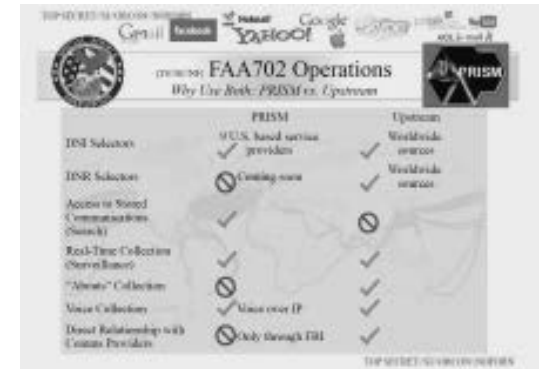 TOP SECRET//SI//ORCON//NOFORN
Gmail facebook Hotmail YAHOO! Google
FAA702 Operations
Why Use Both: PRISM vs. Upstream
PRISM
PRISM Upstream
DNI Selectors 9 U.S. based service providers Worldwide sources
DNR Selectors Coming soon Worldwide sources
Access to Stored Communications (Search)
Real-Time Collection (Surveillance)
"Abouts" Collection
Voice Collection Voice over IP
Direct Relationship with Comms Providers Only through FBI
TOP SECRET//SI//ORCON//NOFORN